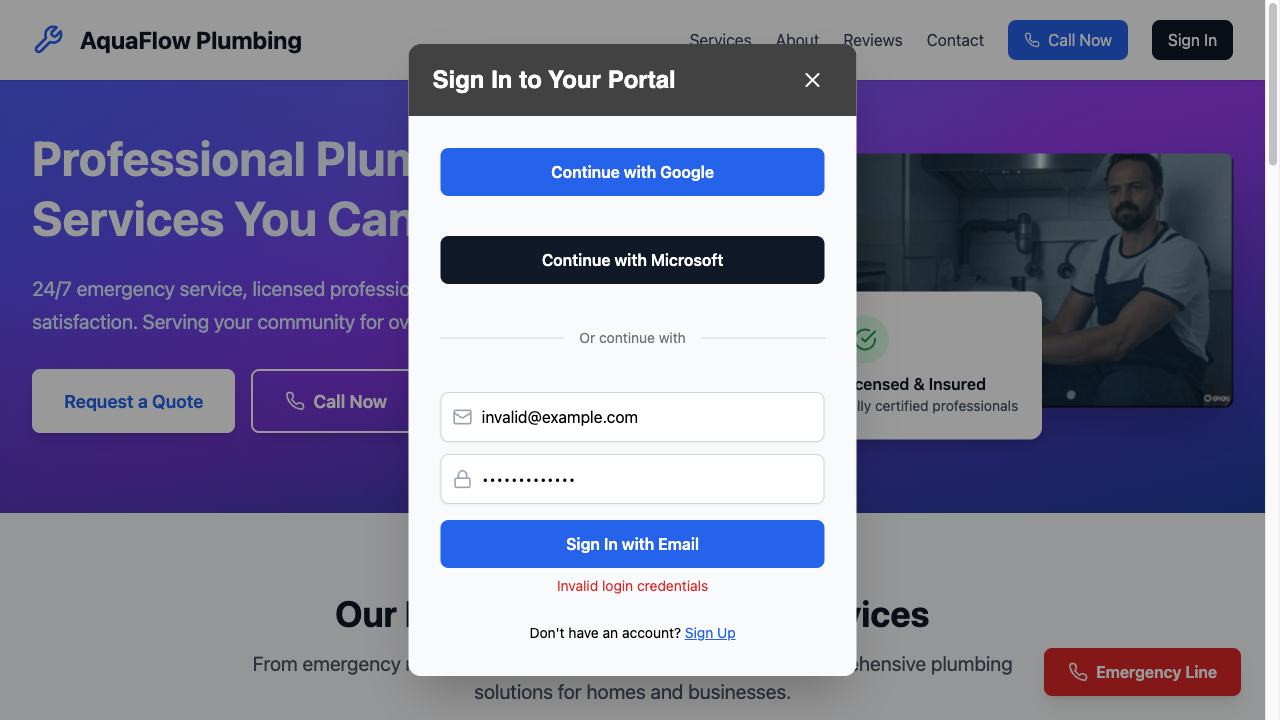 AquaFlow Plumbing
Services
About
Reviews
Contact
Call Now
Sign In
Sign In to Your Portal
Professional Plum
Services You Can
24/7 emergency service, licensed professio
satisfaction. Serving your community for ov
Request a Quote
Call Now
Continue with Google
Continue with Microsoft
Or continue with
invalid@example.com
•••••••••••••
Sign In with Email
Invalid login credentials
Don't have an account? Sign Up
censed & Insured
lly certified professionals
Our
vices
From emergency
ehensive plumbing
solutions for homes and businesses.
Emergency Line